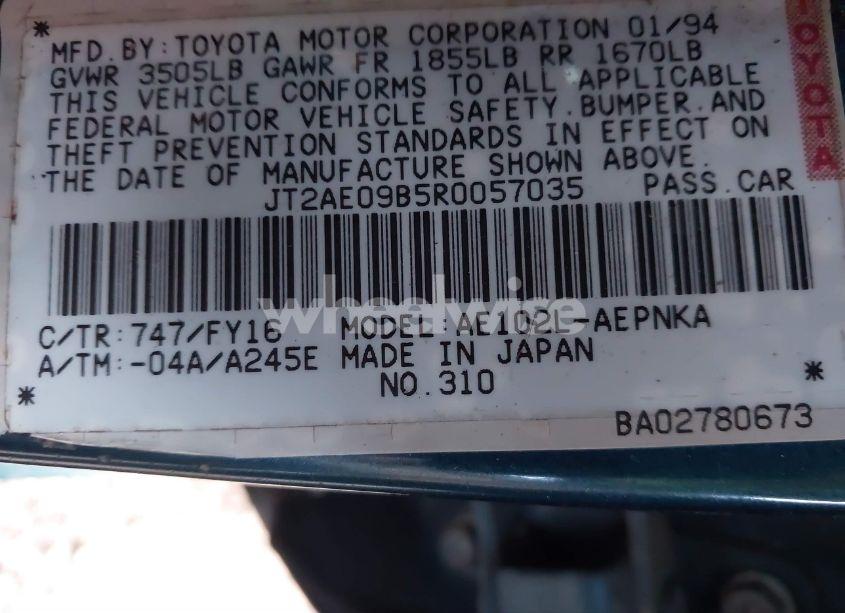 * MFD. BY: TOYOTA MOTOR CORPORATION 01/94
GVWR 3505LB GAWR FR 1855LB RR 1670LB
THIS VEHICLE CONFORMS TO ALL APPLICABLE
FEDERAL MOTOR VEHICLE SAFETY.BUMPER.AND
THEFT PREVENTION STANDARDS IN EFFECT ON
THE DATE OF MANUFACTURE SHOWN ABOVE.
JT2AE09B5R0057035 PASS.CAR
TOYOTA
wheelwise
C/TR:747/FY16 MODEL:AE102L-AEPNKA
A/TM:-04A/A245E MADE IN JAPAN
* NO.310 *
BA02780673